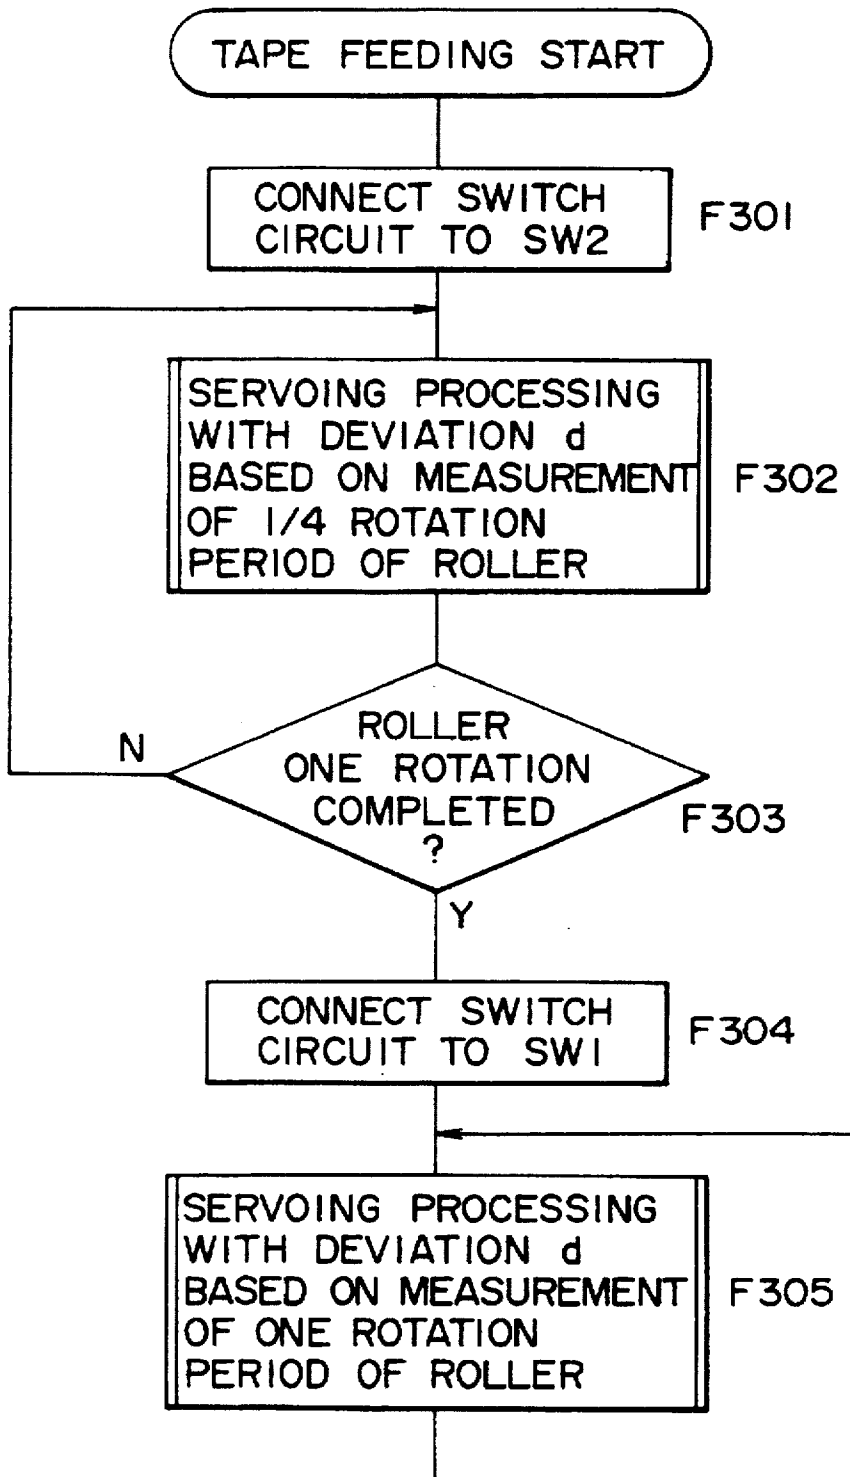 TAPE FEEDING START
CONNECT SWITCH
CIRCUIT TO SW2
F301
SERVOING PROCESSING
WITH DEVIATION d
BASED ON MEASUREMENT
OF 1/4 ROTATION
PERIOD OF ROLLER
F302
ROLLER
ONE ROTATION
COMPLETED
?
N
F303
Y
CONNECT SWITCH
CIRCUIT TO SW1
F304
SERVOING PROCESSING
WITH DEVIATION d
BASED ON MEASUREMENT
OF ONE ROTATION
PERIOD OF ROLLER
F305